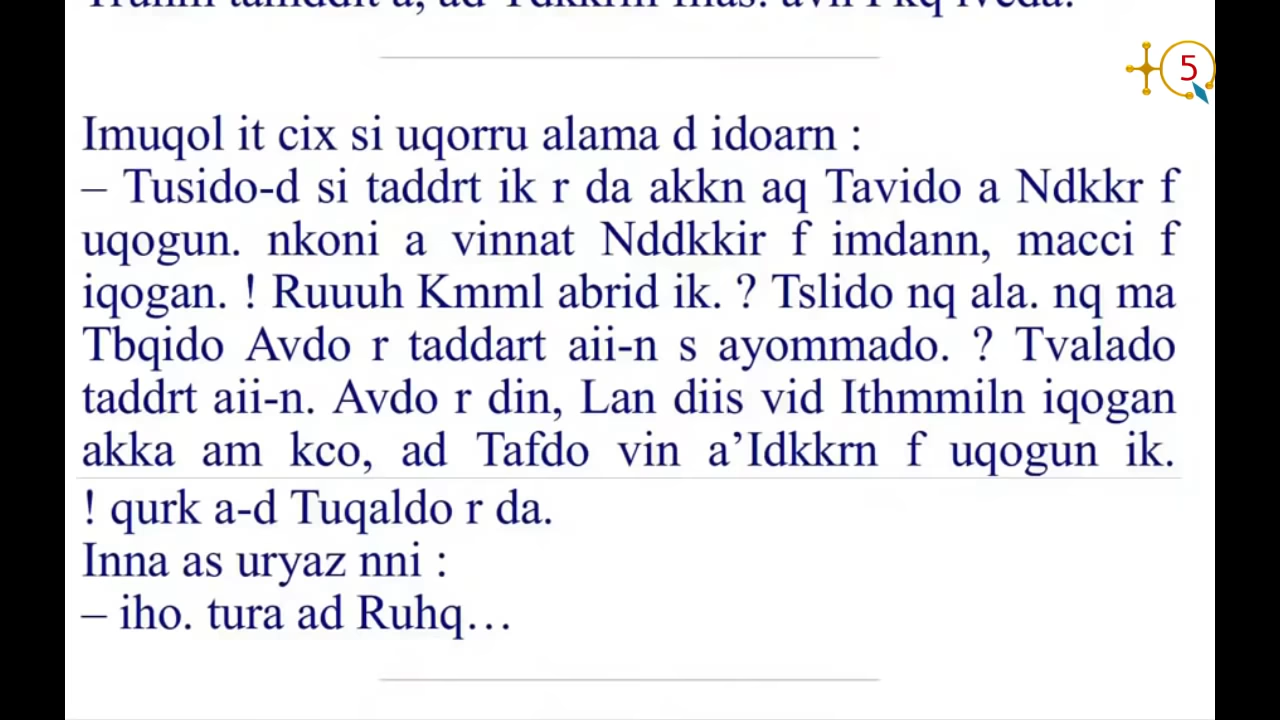 5
Imuqol it cix si uqorru alama d idoarn :
– Tusido-d si taddrt ik r da akkn aq Tavido a Ndkkr f
uqogun. nkoni a vinnat Nddkkir f imdann, macci f
iqogan. ! Ruuuh Kmml abrid ik. ? Tslido nq ala. nq ma
Tbqido Avdo r taddart aii-n s ayommado. ? Tvalado
taddrt aii-n. Avdo r din, Lan diis vid Ithmmiln iqogan
akka am kco, ad Tafdo vin a’Idkkrn f uqogun ik.
! qurk a-d Tuqaldo r da.
Inna as uryaz nni :
– iho. tura ad Ruhq…